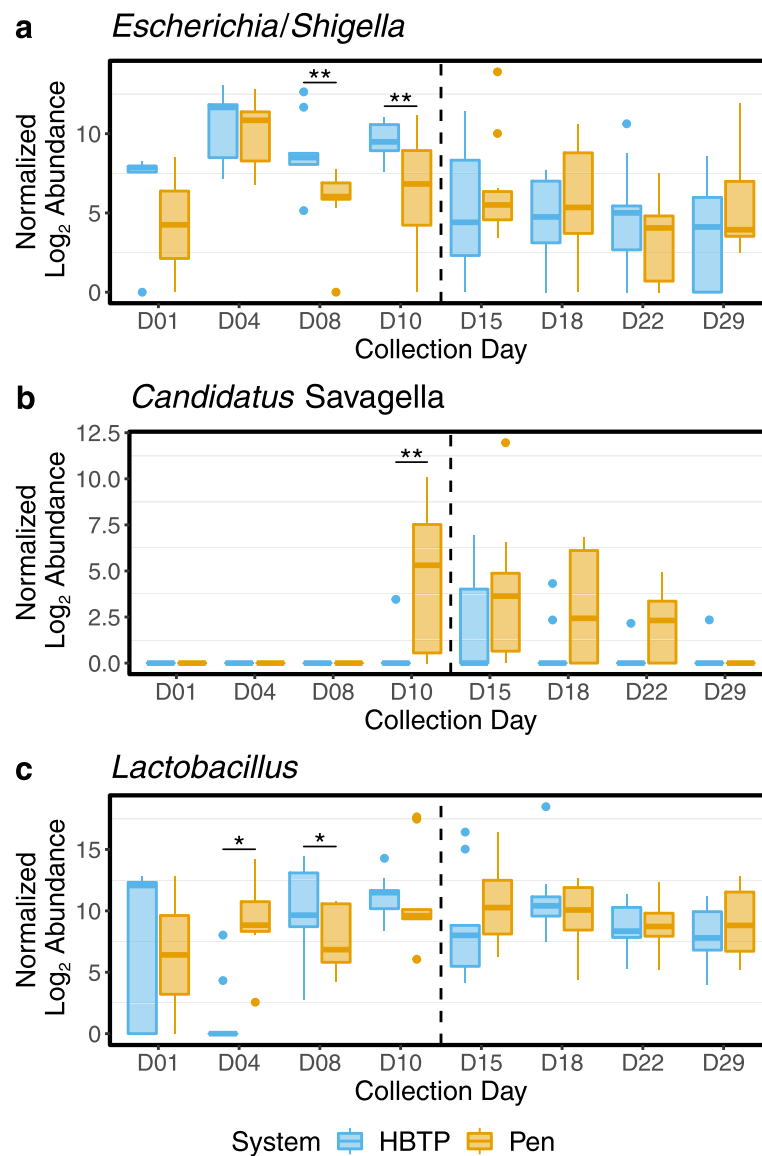 a Escherichia/Shigella
Normalized
Log₂ Abundance
10
5
0
**
**
D01 D04 D08 D10 D15 D18 D22 D29
Collection Day
b Candidatus Savagella
Normalized
Log₂ Abundance
12.5
10.0
7.5
5.0
2.5
0.0
**
D01 D04 D08 D10 D15 D18 D22 D29
Collection Day
c Lactobacillus
Normalized
Log₂ Abundance
15
10
5
0
*
*
D01 D04 D08 D10 D15 D18 D22 D29
Collection Day
System HBTP Pen